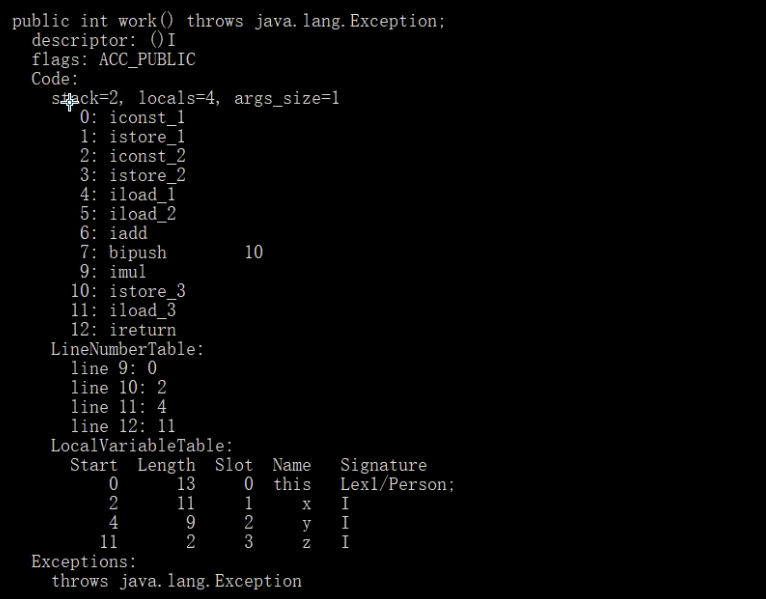 public int work() throws java.lang.Exception;
descriptor: ()I
flags: ACC_PUBLIC
Code:
stack=2, locals=4, args_size=1
0: iconst_1
1: istore_1
2: iconst_2
3: istore_2
4: iload_1
5: iload_2
6: iadd
7: bipush 10
9: imul
10: istore_3
11: iload_3
12: ireturn
LineNumberTable:
line 9: 0
line 10: 2
line 11: 4
line 12: 11
LocalVariableTable:
Start Length Slot Name Signature
0 13 0 this Lex1/Person;
2 11 1 x I
4 9 2 y I
11 2 3 z I
Exceptions:
throws java.lang.Exception